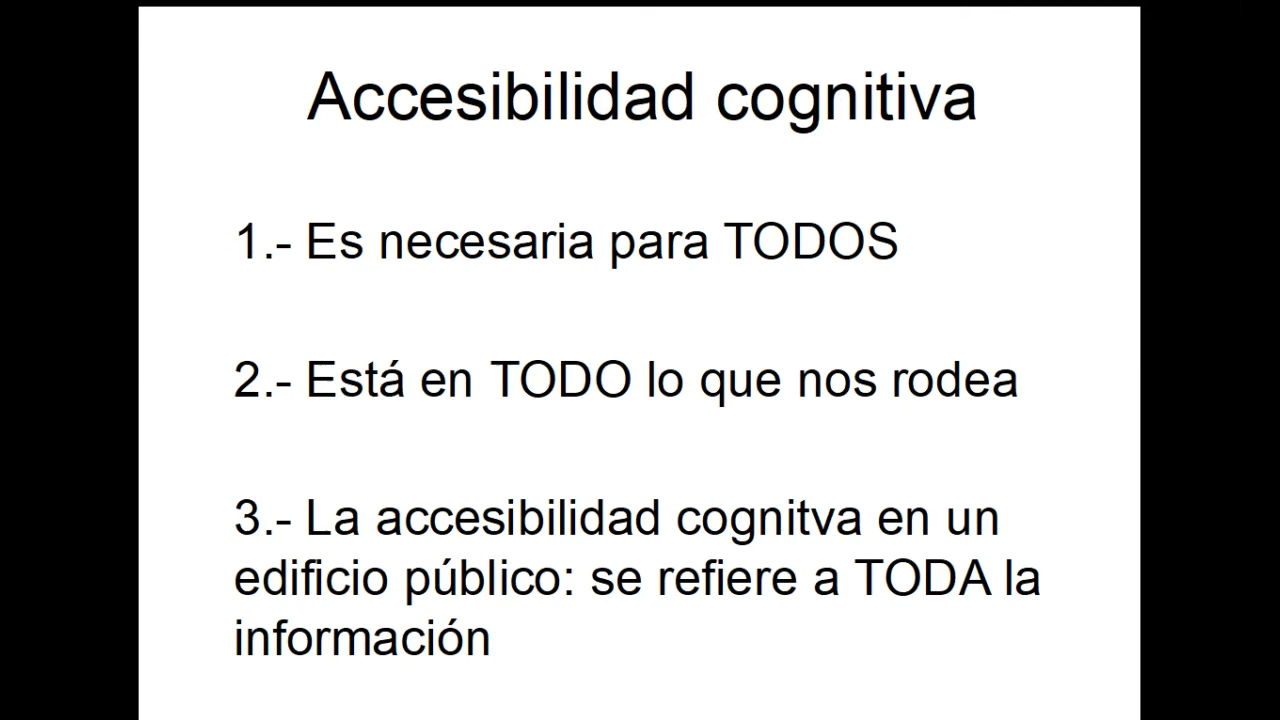 Accesibilidad cognitiva
1.- Es necesaria para TODOS
2.- Está en TODO lo que nos rodea
3.- La accesibilidad cognitva en un
edificio público: se refiere a TODA la
información